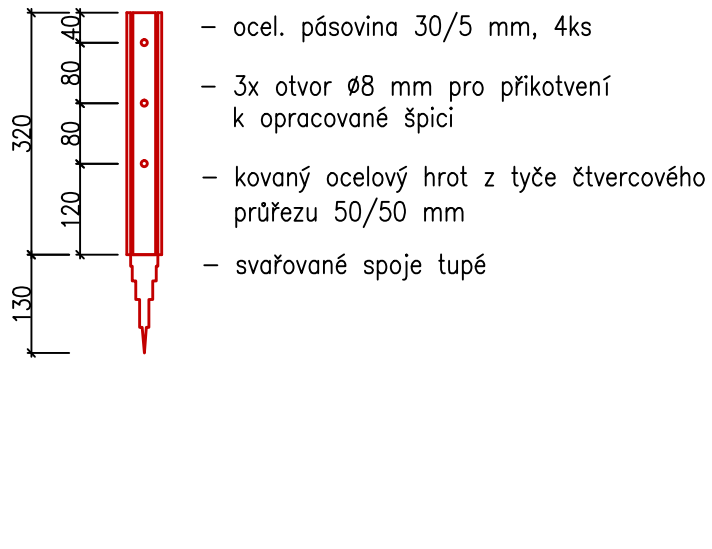 – ocel. pásovina 30/5 mm, 4ks
– 3x otvor ø8 mm pro přikotvení
k opracované špici
– kovaný ocelový hrot z tyče čtvercového
průřezu 50/50 mm
– svařované spoje tupé
40
80
80
120
320
130